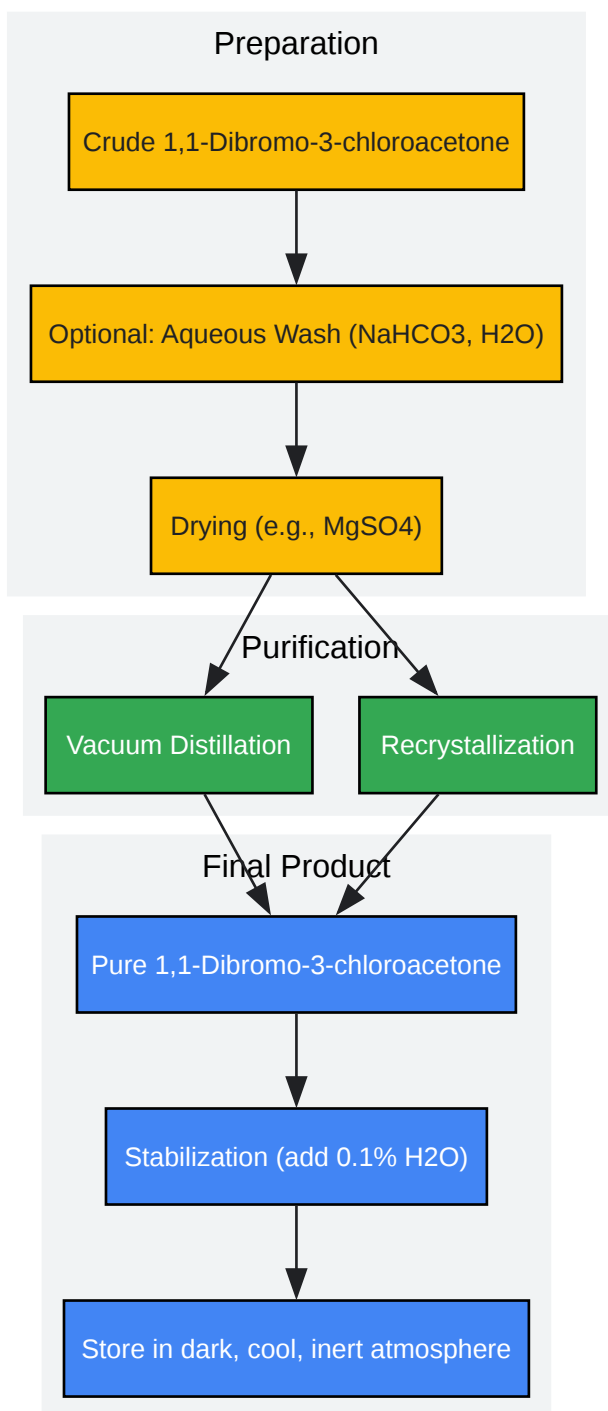 Preparation
Crude 1,1-Dibromo-3-chloroacetone
Optional: Aqueous Wash (NaHCO3, H2O)
Drying (e.g., MgSO4)
Purification
Vacuum Distillation
Recrystallization
Final Product
Pure 1,1-Dibromo-3-chloroacetone
Stabilization (add 0.1% H2O)
Store in dark, cool, inert atmosphere